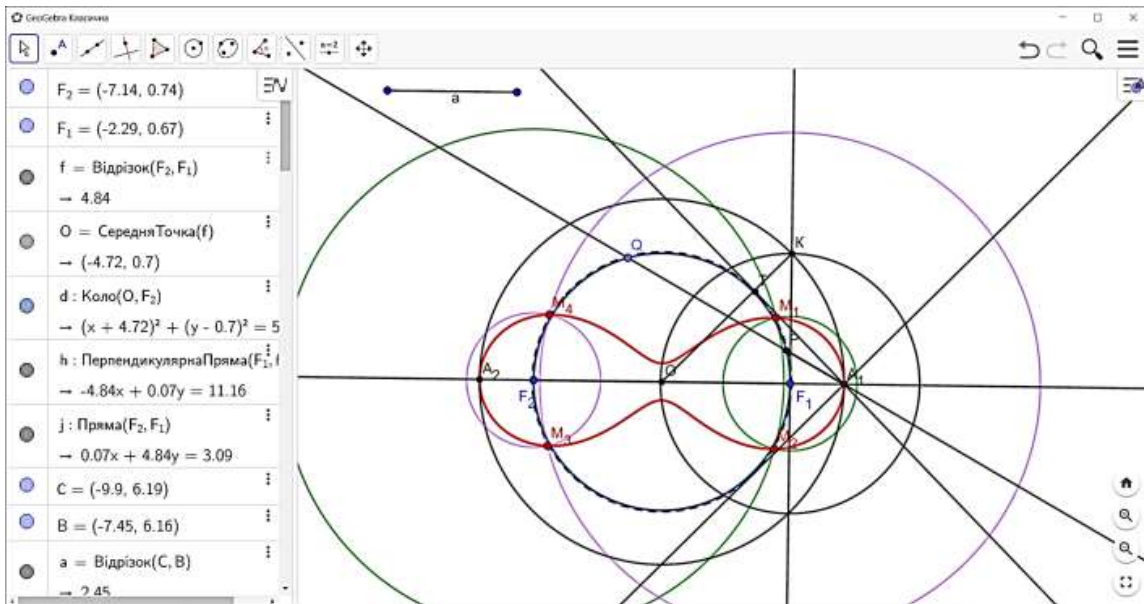 GeoGebra Класична
a=2
F₂ = (-7.14, 0.74)
F₁ = (-2.29, 0.67)
f = Відрізок(F₂, F₁)
→ 4.84
O = СередняТочка(f)
→ (-4.72, 0.7)
d : Коло(O, F₂)
→ (x + 4.72)² + (y - 0.7)² = 5
h : ПерпендикулярнаПряма(F₁,
→ -4.84x + 0.07y = 11.16
j : Пряма(F₂, F₁)
→ 0.07x + 4.84y = 3.09
C = (-9.9, 6.19)
B = (-7.45, 6.16)
a = Відрізок(C, B)
→ 2.45
a
Q
K
T
M₄
M₁
P
A₂
O
A₁
F₂
F₁
M₃
M₂